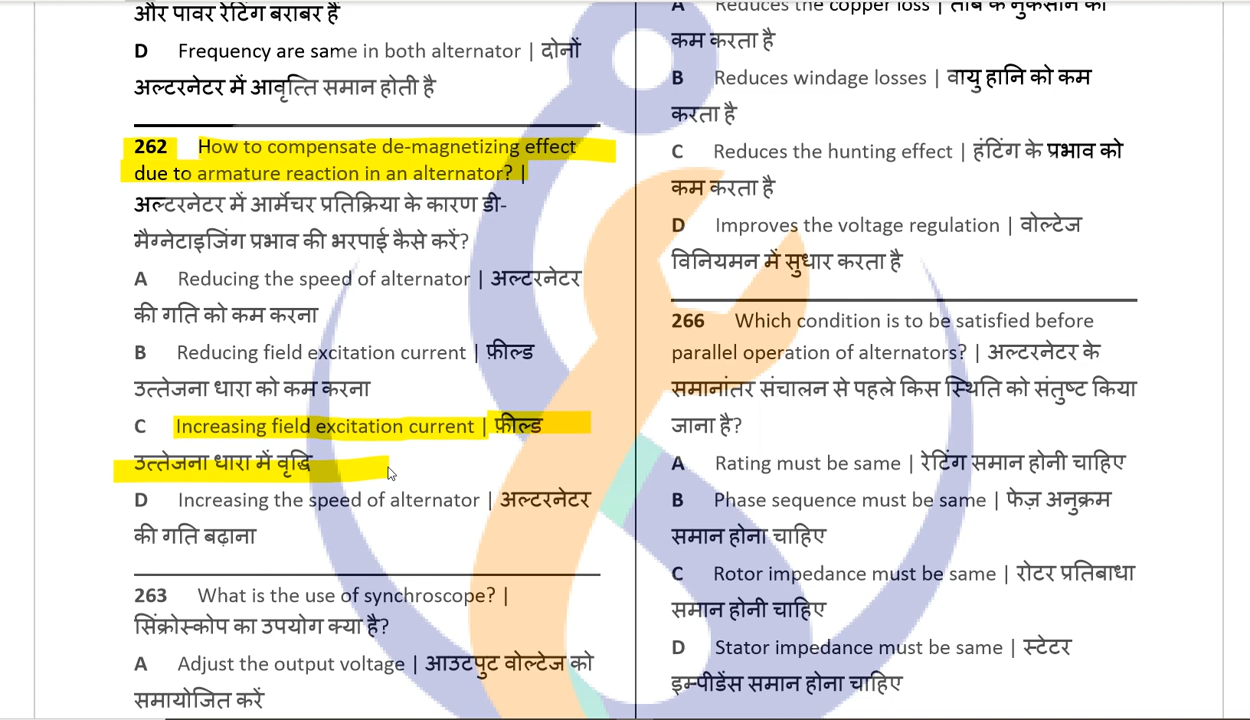 और पावर रेटिंग बराबर हैं
D Frequency are same in both alternator | दोनों
अल्टरनेटर में आवृत्ति समान होती है
262 How to compensate de-magnetizing effect
due to armature reaction in an alternator? |
अल्टरनेटर में आर्मेचर प्रतिक्रिया के कारण डी-
मैग्नेटाइजिंग प्रभाव की भरपाई कैसे करें?
A Reducing the speed of alternator | अल्टरनेटर
की गति को कम करना
B Reducing field excitation current | फ़ील्ड
उत्तेजना धारा को कम करना
C Increasing field excitation current | फ़ील्ड
उत्तेजना धारा में वृद्धि
D Increasing the speed of alternator | अल्टरनेटर
की गति बढ़ाना
263 What is the use of synchroscope? |
सिंक्रोस्कोप का उपयोग क्या है?
A Adjust the output voltage | आउटपुट वोल्टेज को
समायोजित करें
A Reduces the copper loss | तांबे के नुकसान को
कम करता है
B Reduces windage losses | वायु हानि को कम
करता है
C Reduces the hunting effect | हंटिंग के प्रभाव को
कम करता है
D Improves the voltage regulation | वोल्टेज
विनियमन में सुधार करता है
266 Which condition is to be satisfied before
parallel operation of alternators? | अल्टरनेटर के
समानांतर संचालन से पहले किस स्थिति को संतुष्ट किया
जाना है?
A Rating must be same | रेटिंग समान होनी चाहिए
B Phase sequence must be same | फेज़ अनुक्रम
समान होना चाहिए
C Rotor impedance must be same | रोटर प्रतिबाधा
समान होनी चाहिए
D Stator impedance must be same | स्टेटर
इम्पीडेंस समान होना चाहिए